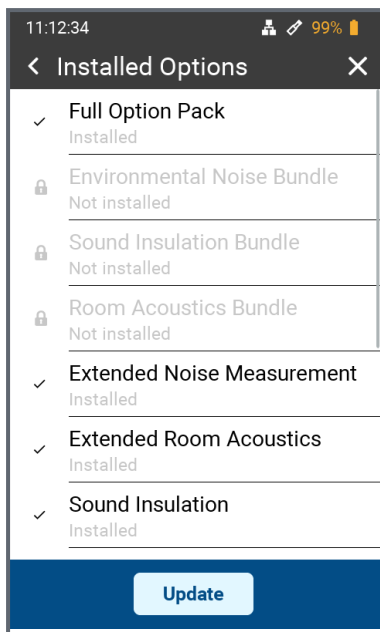 11:12:34
99%
Installed Options
Full Option Pack
Installed
Environmental Noise Bundle
Not installed
Sound Insulation Bundle
Not installed
Room Acoustics Bundle
Not installed
Extended Noise Measurement
Installed
Extended Room Acoustics
Installed
Sound Insulation
Installed
Update